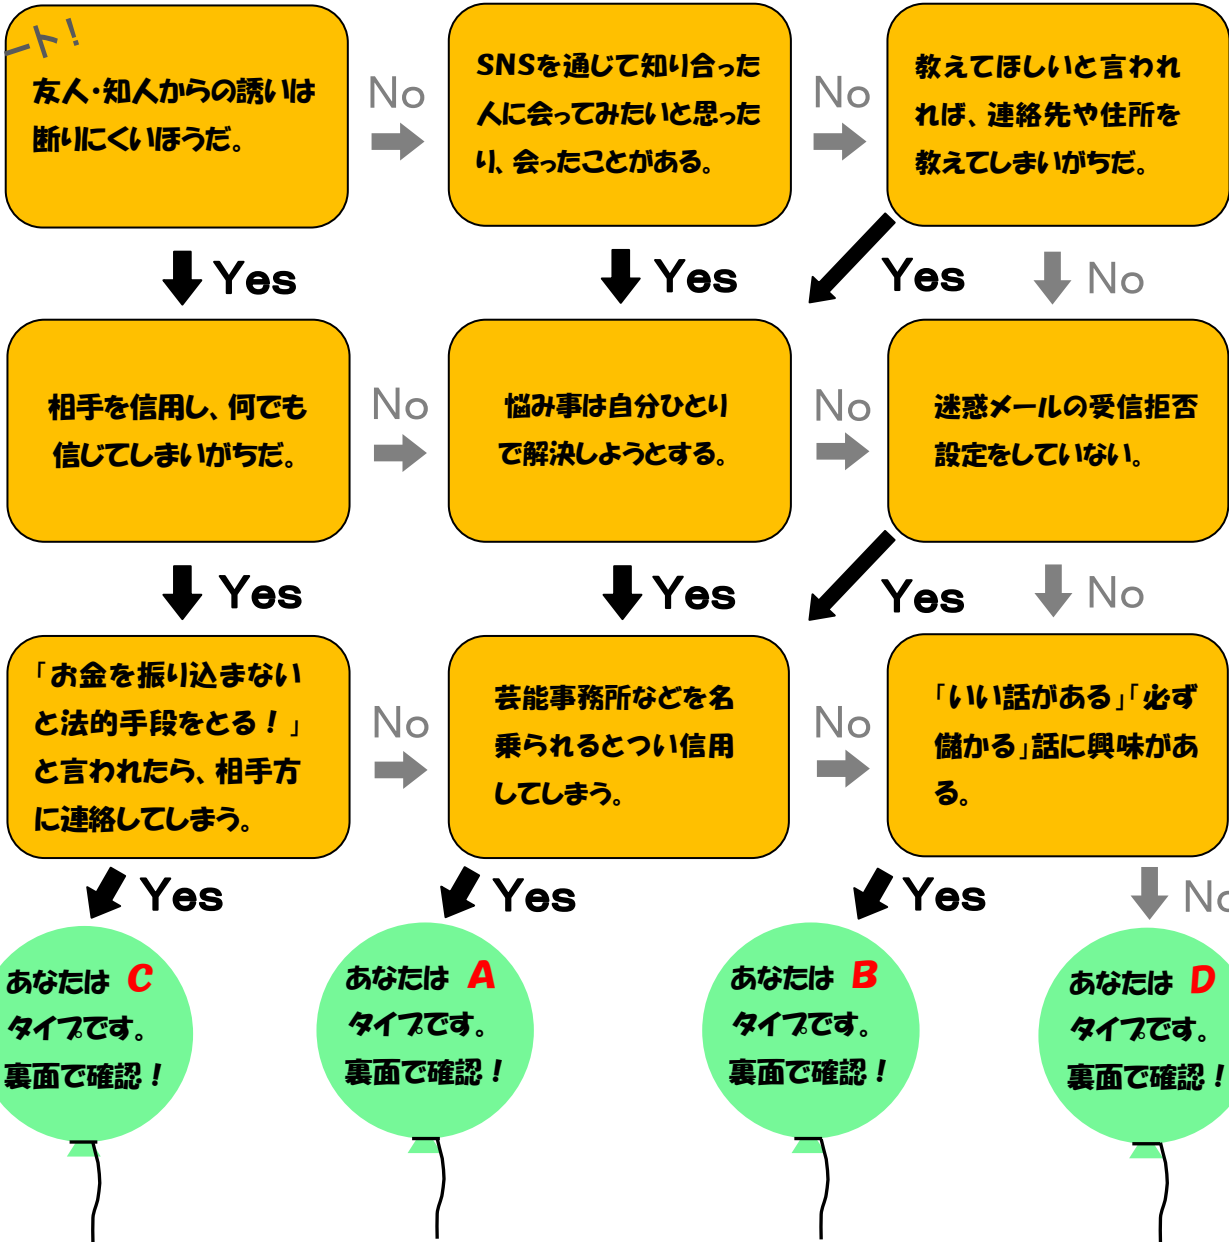 ート!
友人・知人からの誘いは
断りにくいほうだ。
No
SNSを通じて知り合った
人に会ってみたいと思った
り、会ったことがある。
No
教えてほしいと言われ
れば、連絡先や住所を
教えてしまいがちだ。
Yes
Yes
Yes
No
相手を信用し、何でも
信じてしまいがちだ。
No
悩み事は自分ひとり
で解決しようとする。
No
迷惑メールの受信拒否
設定をしていない。
Yes
Yes
Yes
No
「お金を振り込まない
と法的手段をとる!」
と言われたら、相手方
に連絡してしまう。
No
芸能事務所などを名
乗られるとつい信用
してしまう。
No
「いい話がある」「必ず
儲かる」話に興味があ
る。
Yes
Yes
Yes
No
あなたは C
タイプです。
裏面で確認!
あなたは A
タイプです。
裏面で確認!
あなたは B
タイプです。
裏面で確認!
あなたは D
タイプです。
裏面で確認!